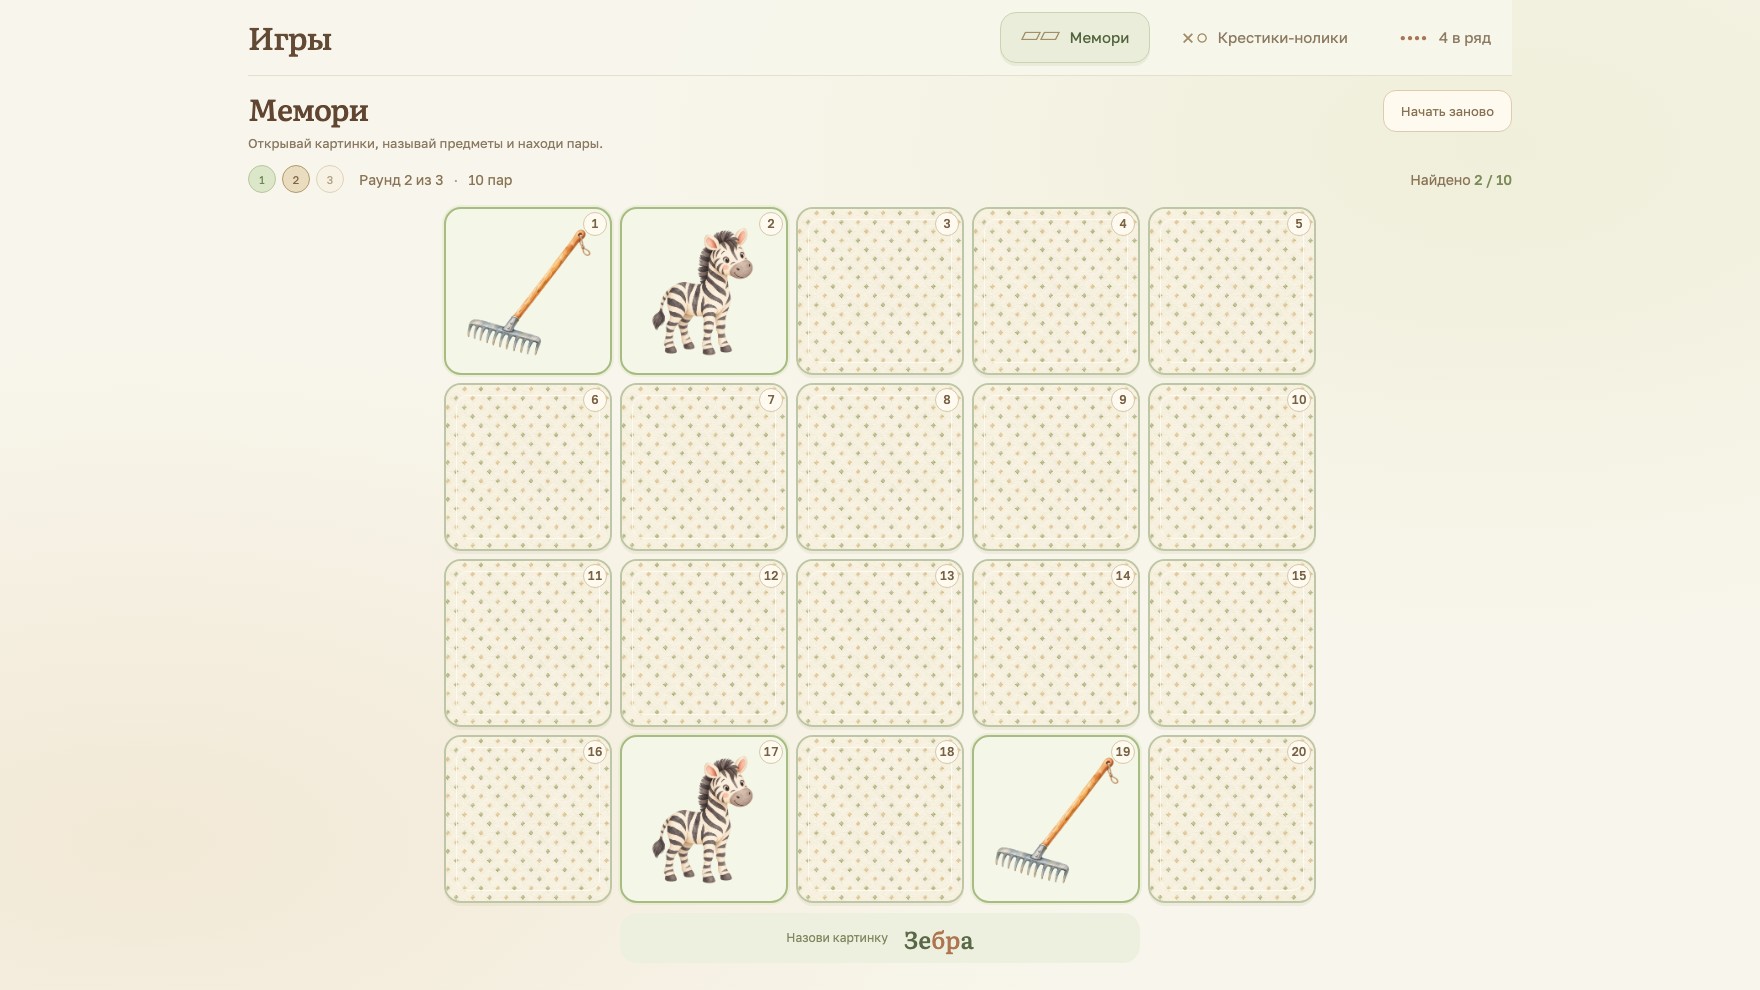 Игры
Мемори
Крестики-нолики
4 в ряд
Мемори
Начать заново
Открывай картинки, называй предметы и находи пары.
1 2 3 Раунд 2 из 3 · 10 пар
Найдено 2 / 10
1 2 3 4 5
6 7 8 9 10
11 12 13 14 15
16 17 18 19 20
Назови картинку Зебра